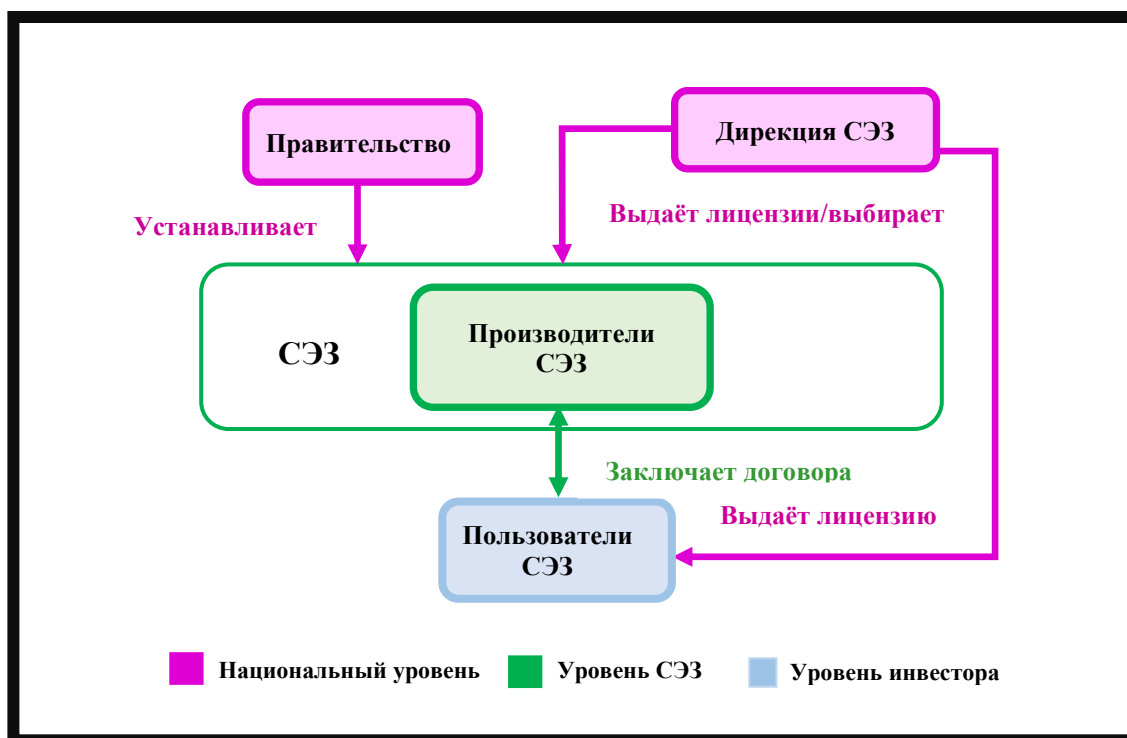 Правительство
Дирекция СЭЗ
Устанавливает
Выдаёт лицензии/выбирает
СЭЗ
Производители
СЭЗ
Заключает договора
Выдаёт лицензию
Пользователи
СЭЗ
Национальный уровень
Уровень СЭЗ
Уровень инвестора